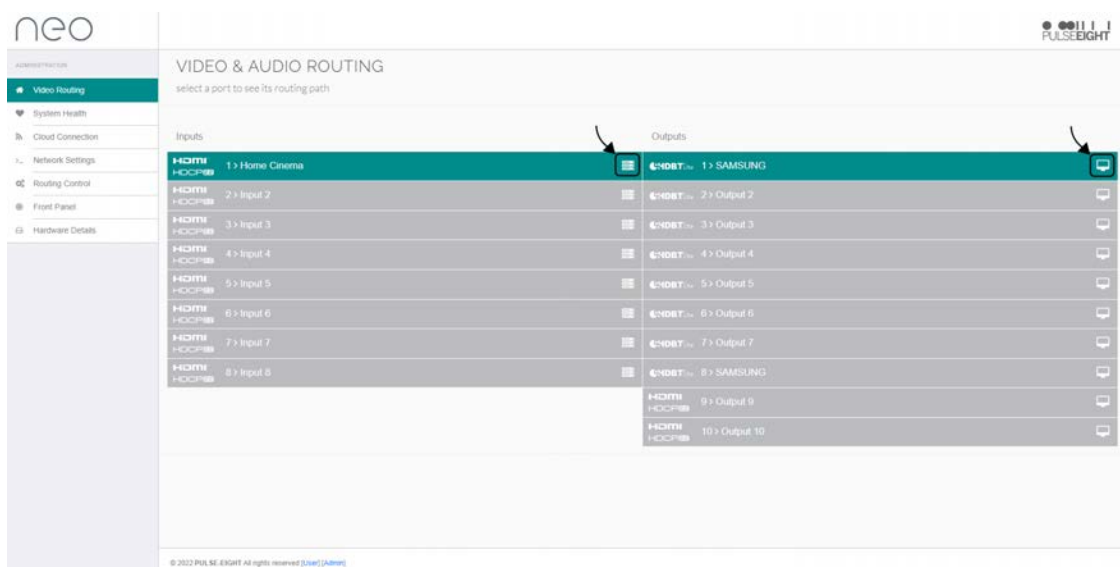 neo
PULSEEIGHT
ADMINISTRATION
Video Routing
System Health
Cloud Connection
Network Settings
Routing Control
Front Panel
Hardware Details
VIDEO & AUDIO ROUTING
select a port to see its routing path
Inputs
HDMI HDCP 1 > Home Cinema
HDMI HDCP 2 > Input 2
HDMI HDCP 3 > Input 3
HDMI HDCP 4 > Input 4
HDMI HDCP 5 > Input 5
HDMI HDCP 6 > Input 6
HDMI HDCP 7 > Input 7
HDMI HDCP 8 > Input 8
Outputs
HDBT 1 > SAMSUNG
HDBT 2 > Output 2
HDBT 3 > Output 3
HDBT 4 > Output 4
HDBT 5 > Output 5
HDBT 6 > Output 6
HDBT 7 > Output 7
HDBT 8 > SAMSUNG
HDMI HDCP 9 > Output 9
HDMI HDCP 10 > Output 10
© 2022 PULSE-EIGHT All rights reserved [User] [Admin]